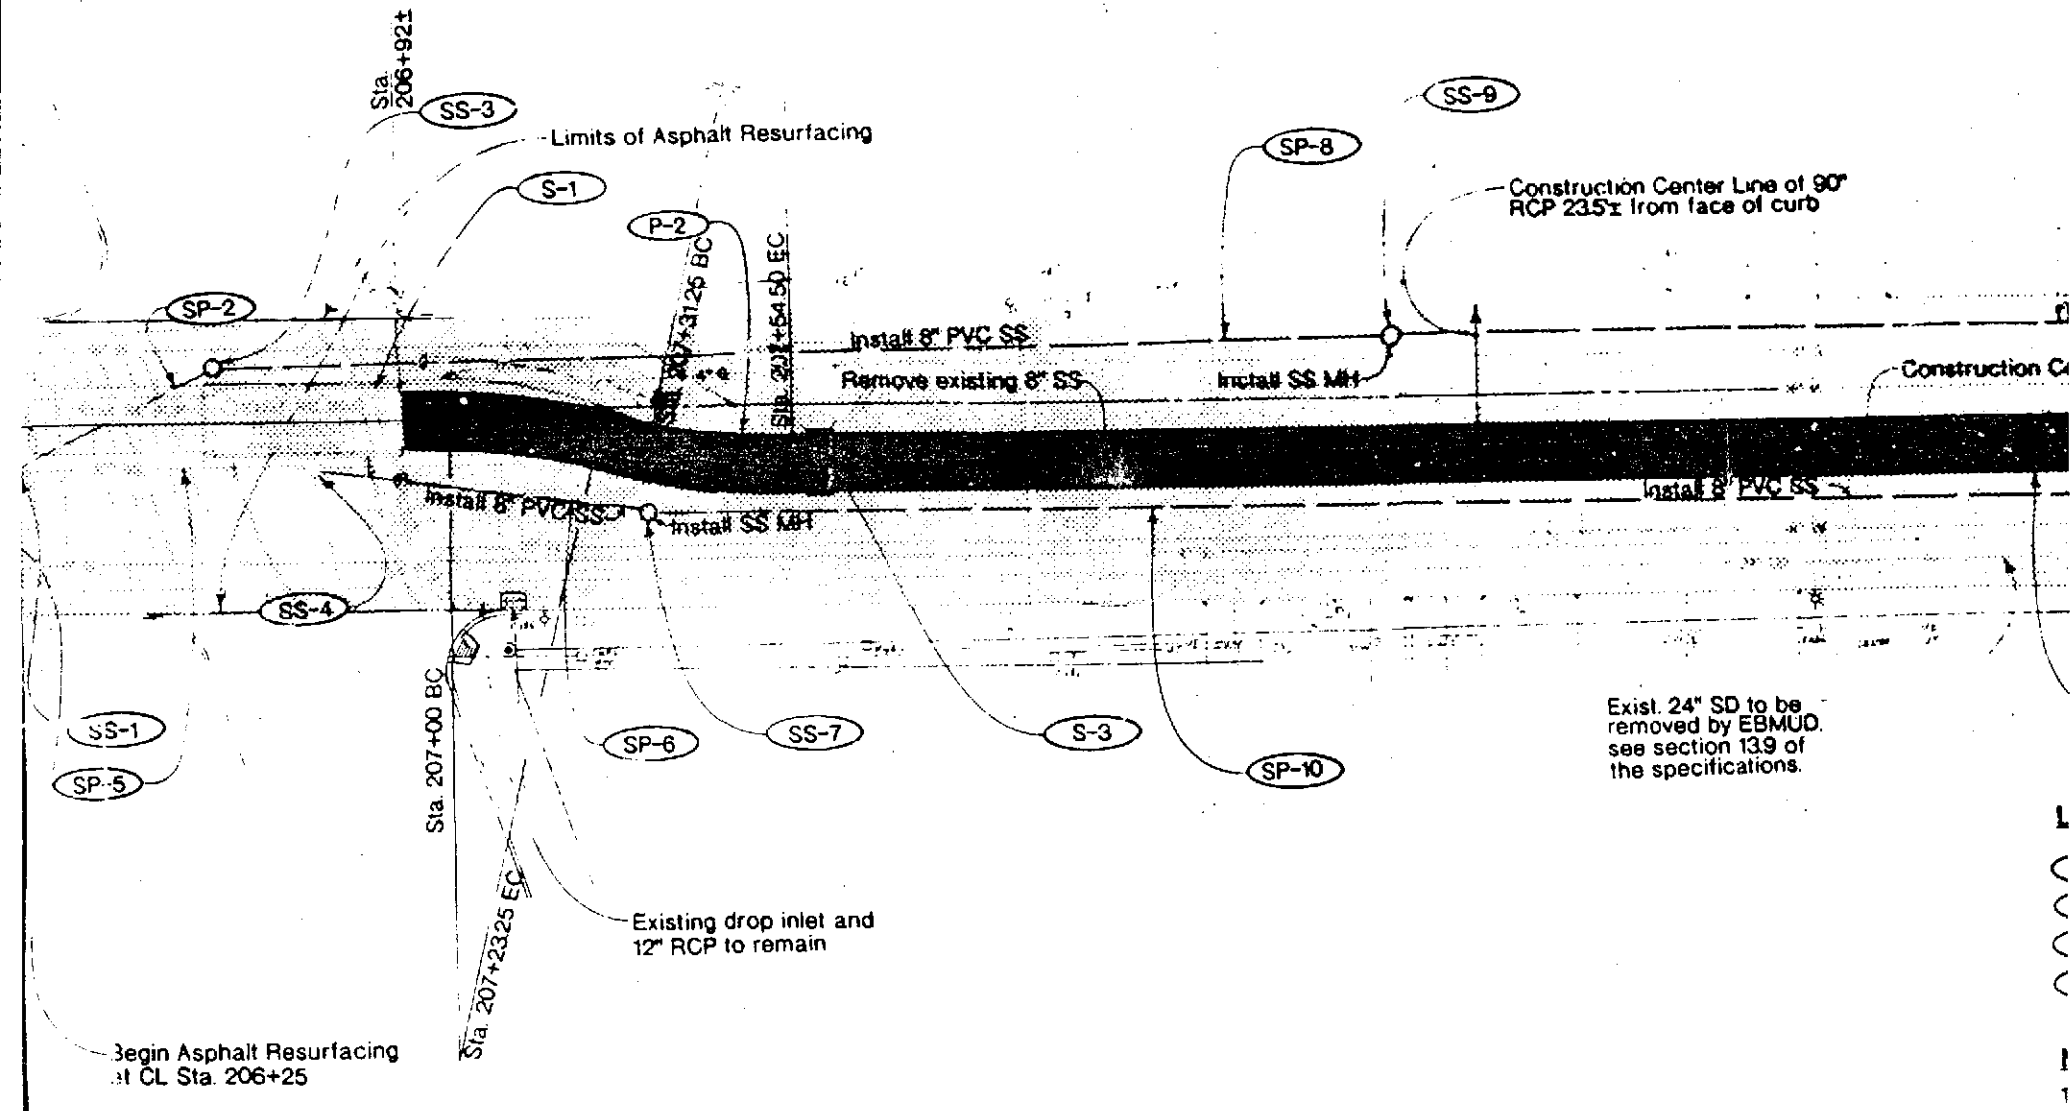 Sta.
206+92±
SS-3
Limits of Asphalt Resurfacing
S-1
P-2
SS-9
SP-8
Construction Center Line of 90"
RCP 23.5'± from face of curb
Sta. 207+31.25 BC
Sta. 207+54.50 EC
SP-2
Install 8" PVC SS
Remove existing 8" SS
Install SS MH
Construction
Install 8" PVC SS
Install SS MH
Install 8" PVC SS
SS-4
SS-1
SP-5
Sta. 207+00 BC
SP-6
SS-7
S-3
SP-10
Exist. 24" SD to be
removed by EBMUD.
see section 13.9 of
the specifications.
Sta. 207+23.25 EC
Existing drop inlet and
12" RCP to remain
Begin Asphalt Resurfacing
at CL Sta. 206+25